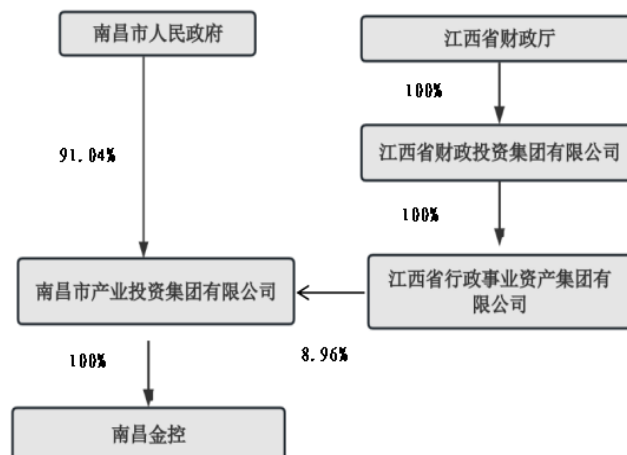 南昌市人民政府
江西省财政厅
100%
91.04%
江西省财政投资集团有限公司
100%
南昌市产业投资集团有限公司
江西省行政事业资产集团有
限公司
100%
8.96%
南昌金控